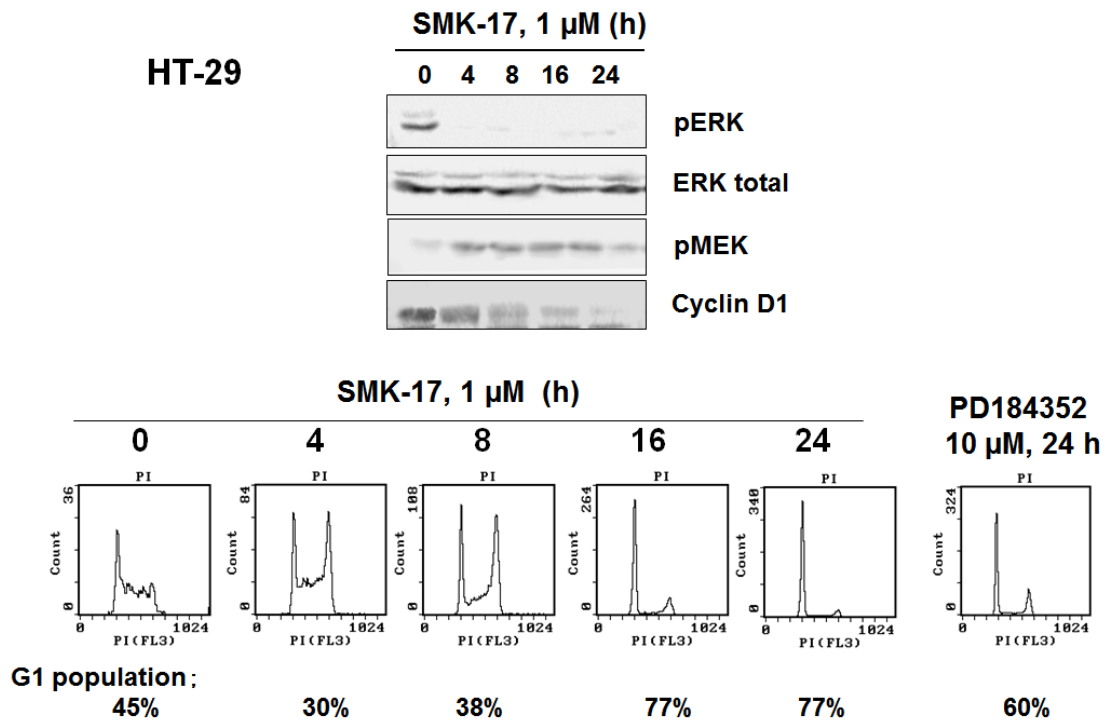 SMK-17, 1 µM (h)
HT-29
0 4 8 16 24
pERK
ERK total
pMEK
Cyclin D1
SMK-17, 1 µM (h)
PD184352
10 µM, 24 h
0 4 8 16 24
PI PI PI PI PI PI
36 84 108 264 340 324
Count Count Count Count Count Count
0 0 0 0 0 0
0 1024 0 1024 0 1024 0 1024 0 1024 0 1024
PI(FL3) PI(FL3) PI(FL3) PI(FL3) PI(FL3) PI(FL3)
G1 population ;
45% 30% 38% 77% 77% 60%